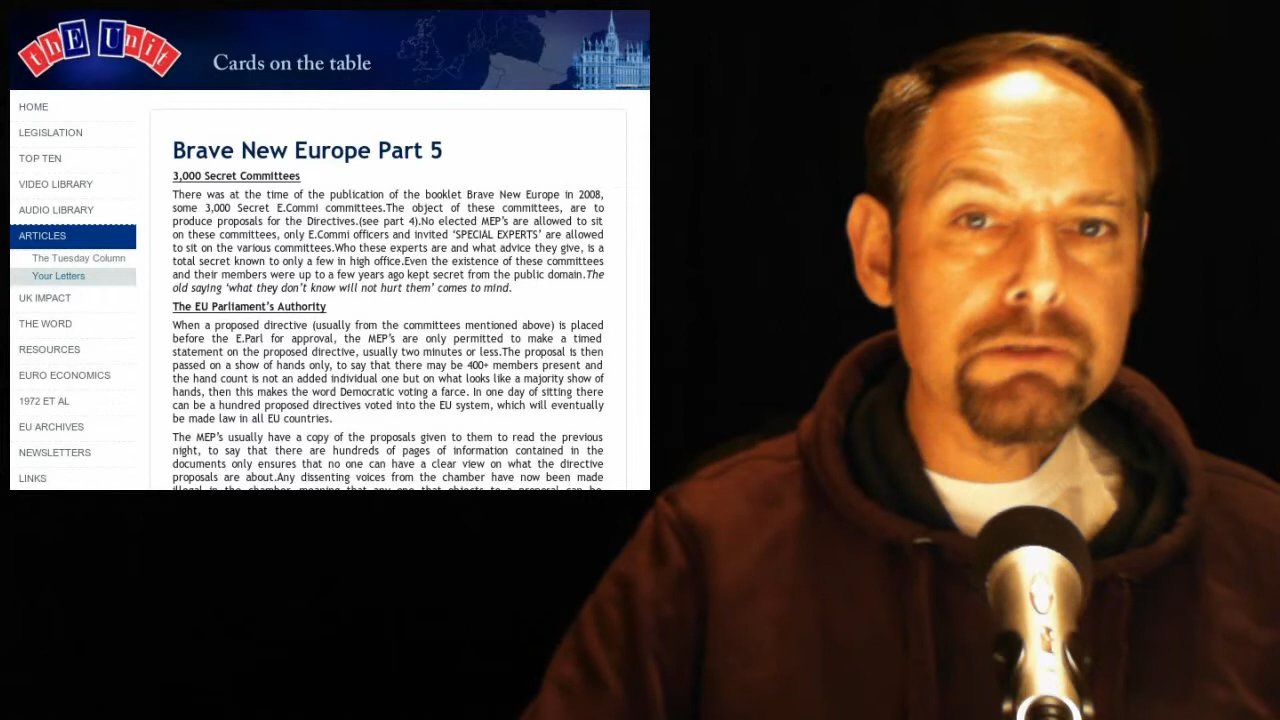 thE Unit
Cards on the table
HOME
LEGISLATION
TOP TEN
VIDEO LIBRARY
AUDIO LIBRARY
ARTICLES
The Tuesday Column
Your Letters
UK IMPACT
THE WORD
RESOURCES
EURO ECONOMICS
1972 ET AL
EU ARCHIVES
NEWSLETTERS
LINKS
Brave New Europe Part 5
3,000 Secret Committees
There was at the time of the publication of the booklet Brave New Europe in 2008,
some 3,000 Secret E.Commi committees.The object of these committees, are to
produce proposals for the Directives.(see part 4).No elected MEP's are allowed to sit
on these committees, only E.Commi officers and invited ‘SPECIAL EXPERTS’ are allowed
to sit on the various committees.Who these experts are and what advice they give, is a
total secret known to only a few in high office.Even the existence of these committees
and their members were up to a few years ago kept secret from the public domain.The
old saying ‘what they don’t know will not hurt them’ comes to mind.
The EU Parliament’s Authority
When a proposed directive (usually from the committees mentioned above) is placed
before the E.Parl for approval, the MEP’s are only permitted to make a timed
statement on the proposed directive, usually two minutes or less.The proposal is then
passed on a show of hands only, to say that there may be 400+ members present and
the hand count is not an added individual one but on what looks like a majority show of
hands, then this makes the word Democratic voting a farce. In one day of sitting there
can be a hundred proposed directives voted into the EU system, which will eventually
be made law in all EU countries.
The MEP’s usually have a copy of the proposals given to them to read the previous
night, to say that there are hundreds of pages of information contained in the
documents only ensures that no one can have a clear view on what the directive
proposals are about.Any dissenting voices from the chamber have now been made
illegal in the chamber, meaning that any one that objects to a proposal can be